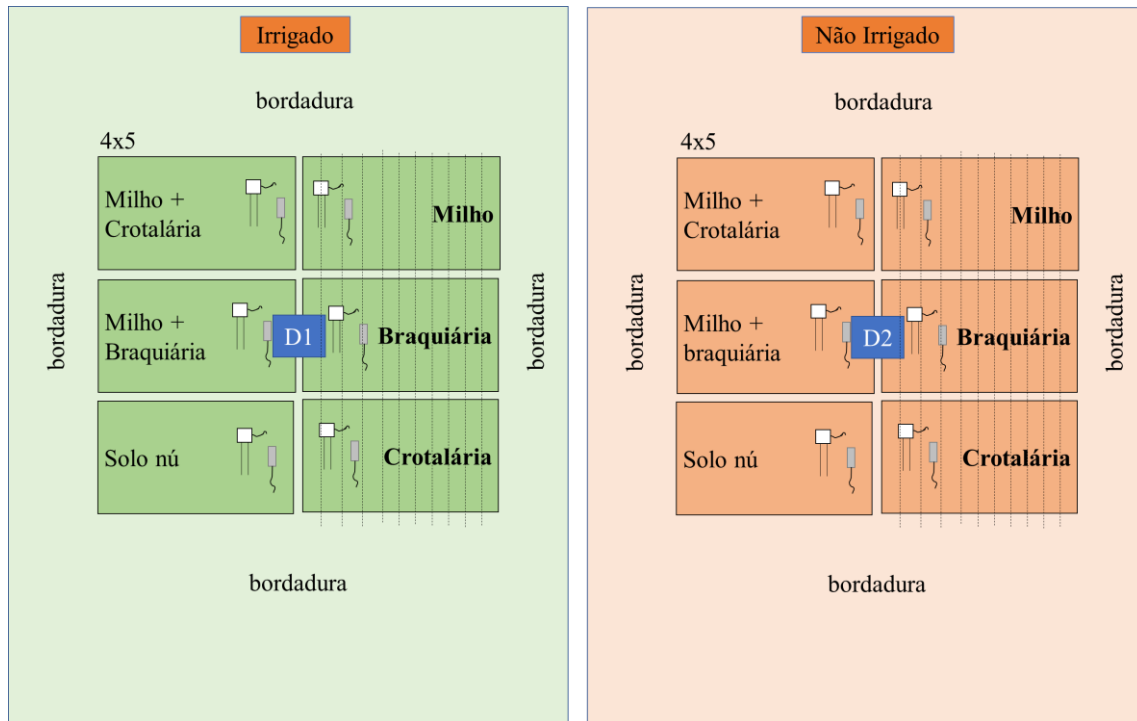 Irrigado
bordadura
4x5
Milho +
Crotalária
Milho
bordadura
Milho +
Braquiária
D1
Braquiária
bordadura
Solo nú
Crotalária
bordadura
Não Irrigado
bordadura
4x5
Milho +
Crotalária
Milho
bordadura
Milho +
braquiária
D2
Braquiária
bordadura
Solo nú
Crotalária
bordadura